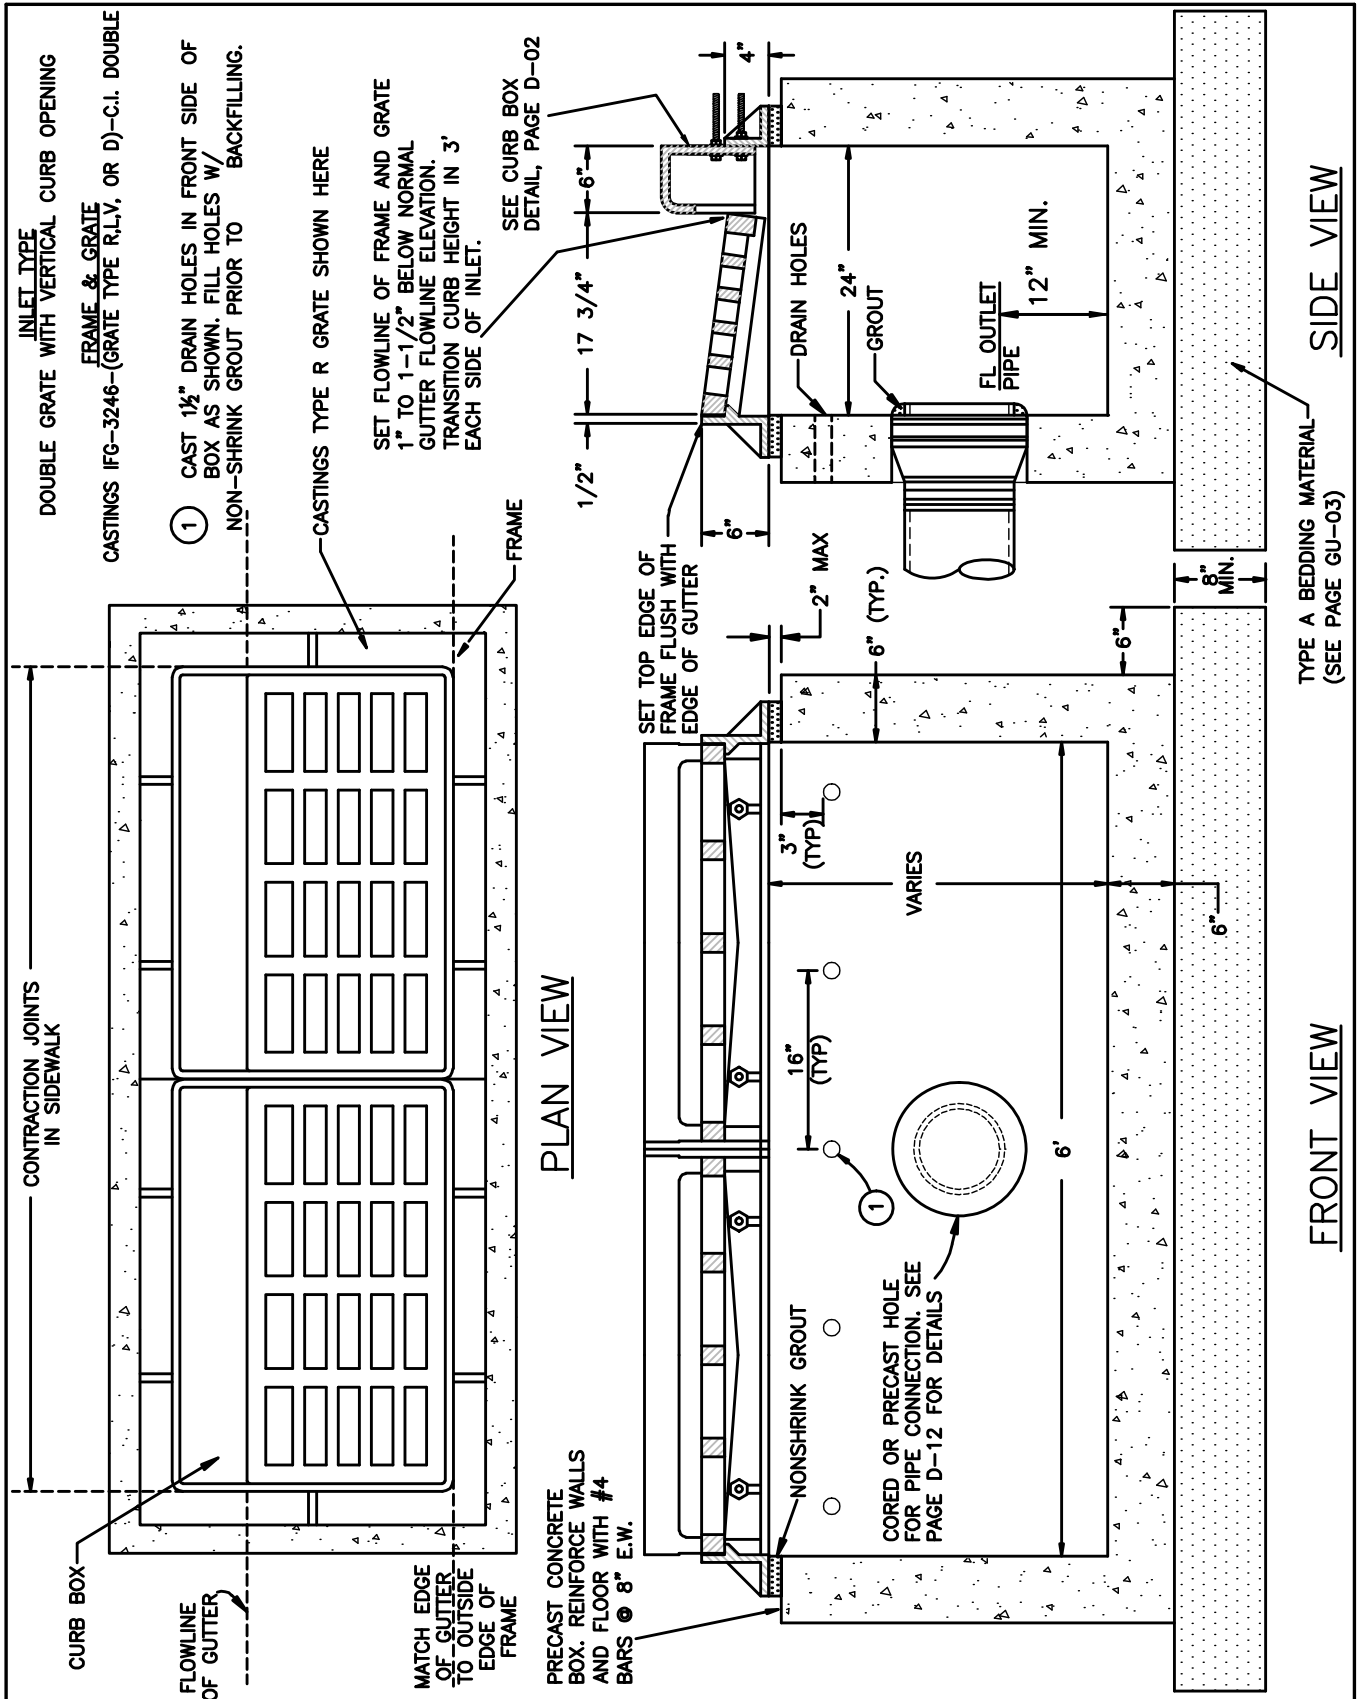 INLET TYPE
DOUBLE GRATE WITH VERTICAL CURB OPENING
FRAME & GRATE
CASTINGS IFG-3246-(GRATE TYPE R,L,V, OR D)-C.I. DOUBLE
1
CAST 1½" DRAIN HOLES IN FRONT SIDE OF
BOX AS SHOWN. FILL HOLES W/
NON-SHRINK GROUT PRIOR TO BACKFILLING.
CONTRACTION JOINTS
IN SIDEWALK
CURB BOX
FLOWLINE
OF GUTTER
MATCH EDGE
OF GUTTER
TO OUTSIDE
EDGE OF
FRAME
CASTINGS TYPE R GRATE SHOWN HERE
FRAME
PLAN VIEW
SET FLOWLINE OF FRAME AND GRATE
1" TO 1-1/2" BELOW NORMAL
GUTTER FLOWLINE ELEVATION.
TRANSITION CURB HEIGHT IN 3'
EACH SIDE OF INLET.
SEE CURB BOX
DETAIL, PAGE D-02
1/2"
17 3/4"
6"
4"
6"
SET TOP EDGE OF
FRAME FLUSH WITH
EDGE OF GUTTER
DRAIN HOLES
24"
GROUT
FL OUTLET
PIPE
12" MIN.
SIDE VIEW
TYPE A BEDDING MATERIAL
(SEE PAGE GU-03)
8"
MIN.
PRECAST CONCRETE
BOX. REINFORCE WALLS
AND FLOOR WITH #4
BARS @ 8" E.W.
NONSHRINK GROUT
2" MAX
6" (TYP.)
6"
3"
(TYP)
16"
(TYP)
VARIES
1
CORED OR PRECAST HOLE
FOR PIPE CONNECTION. SEE
PAGE D-12 FOR DETAILS
6'
6"
FRONT VIEW